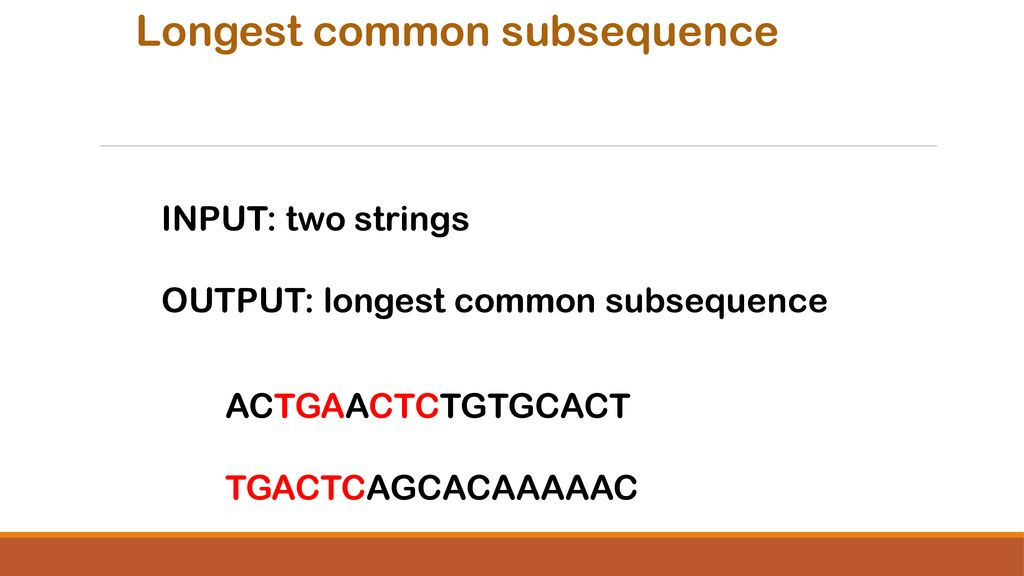 Longest common subsequence
INPUT: two strings
OUTPUT: longest common subsequence
ACTGAACTCTGTGCACT
TGACTCAGCACAAAAAC